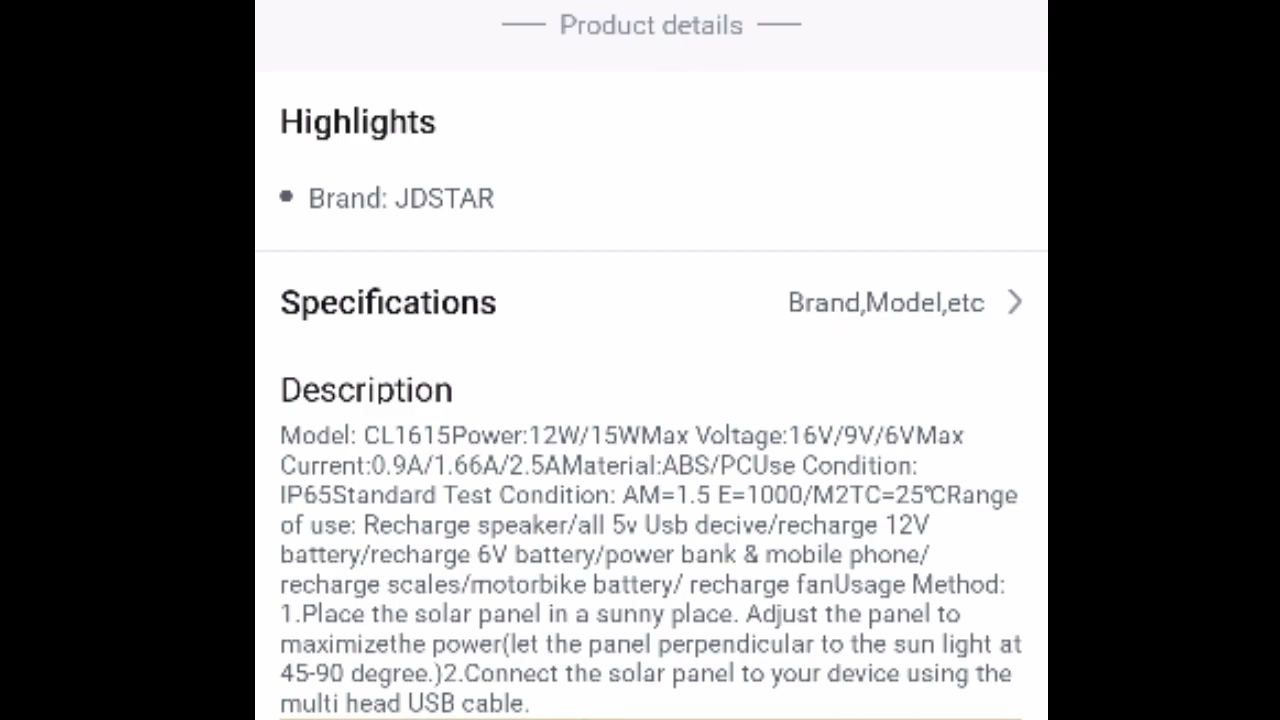 Product details
Highlights
Brand: JDSTAR
Specifications Brand,Model,etc
Description
Model: CL1615Power:12W/15WMax Voltage:16V/9V/6VMax
Current:0.9A/1.66A/2.5AMaterial:ABS/PCUse Condition:
IP65Standard Test Condition: AM=1.5 E=1000/M2TC=25℃Range
of use: Recharge speaker/all 5v Usb decive/recharge 12V
battery/recharge 6V battery/power bank & mobile phone/
recharge scales/motorbike battery/ recharge fanUsage Method:
1.Place the solar panel in a sunny place. Adjust the panel to
maximizethe power(let the panel perpendicular to the sun light at
45-90 degree.)2.Connect the solar panel to your device using the
multi head USB cable.